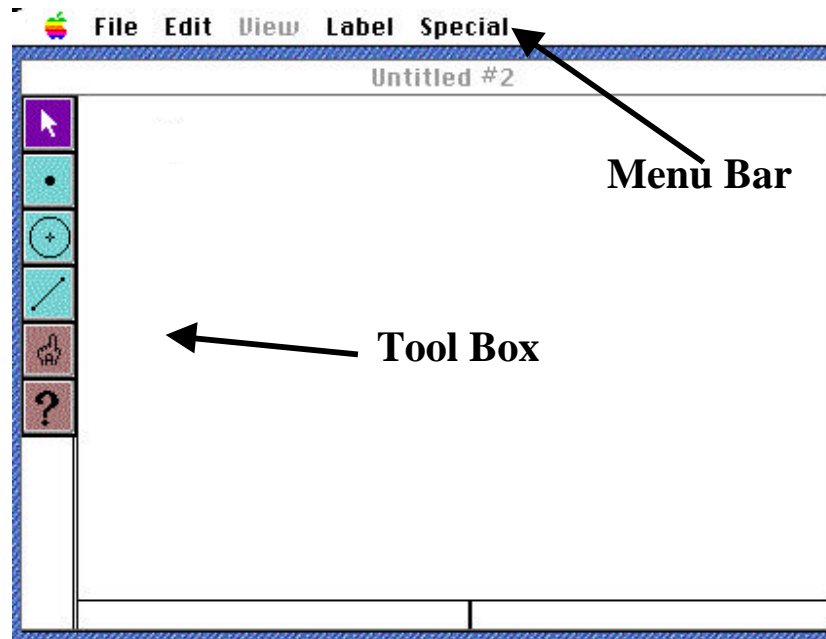 File Edit View Label Special
Untitled #2
Menu Bar
A
Tool Box
?